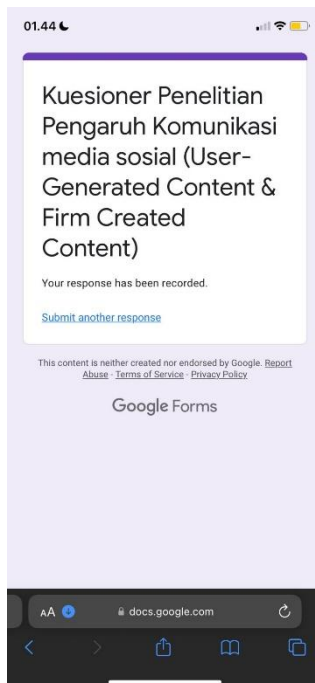 01.44
Kuesioner Penelitian
Pengaruh Komunikasi
media sosial (User-
Generated Content &
Firm Created
Content)
Your response has been recorded.
Submit another response
This content is neither created nor endorsed by Google. Report
Abuse - Terms of Service - Privacy Policy
Google Forms
AA docs.google.com